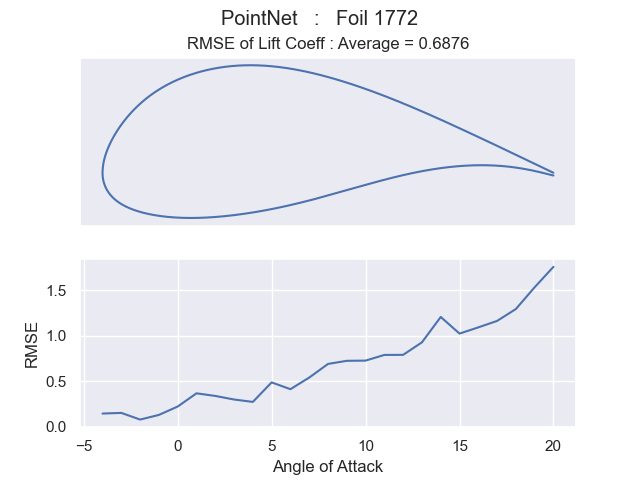 PointNet : Foil 1772
RMSE of Lift Coeff : Average = 0.6876
1.5
1.0
0.5
0.0
RMSE
−5 0 5 10 15 20
Angle of Attack